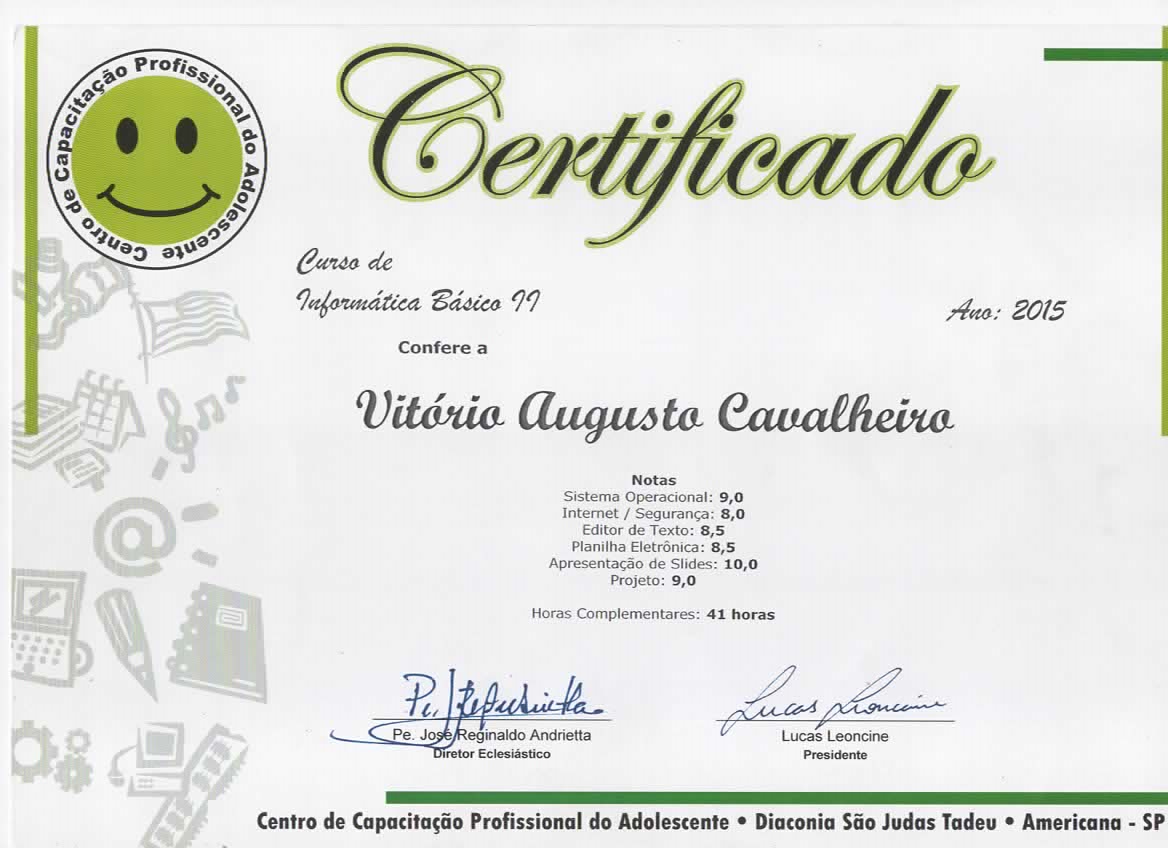 Centro de Capacitação Profissional do Adolescente
Certificado
Curso de
Informática Básico II
Ano: 2015
Confere a
Vitório Augusto Cavalheiro
Notas
Sistema Operacional: 9,0
Internet / Segurança: 8,0
Editor de Texto: 8,5
Planilha Eletrônica: 8,5
Apresentação de Slides: 10,0
Projeto: 9,0
Horas Complementares: 41 horas
Lucas Leoncine
Pe. José Reginaldo Andrietta
Lucas Leoncine
Diretor Eclesiástico
Presidente
Centro de Capacitação Profissional do Adolescente • Diaconia São Judas Tadeu • Americana - SP